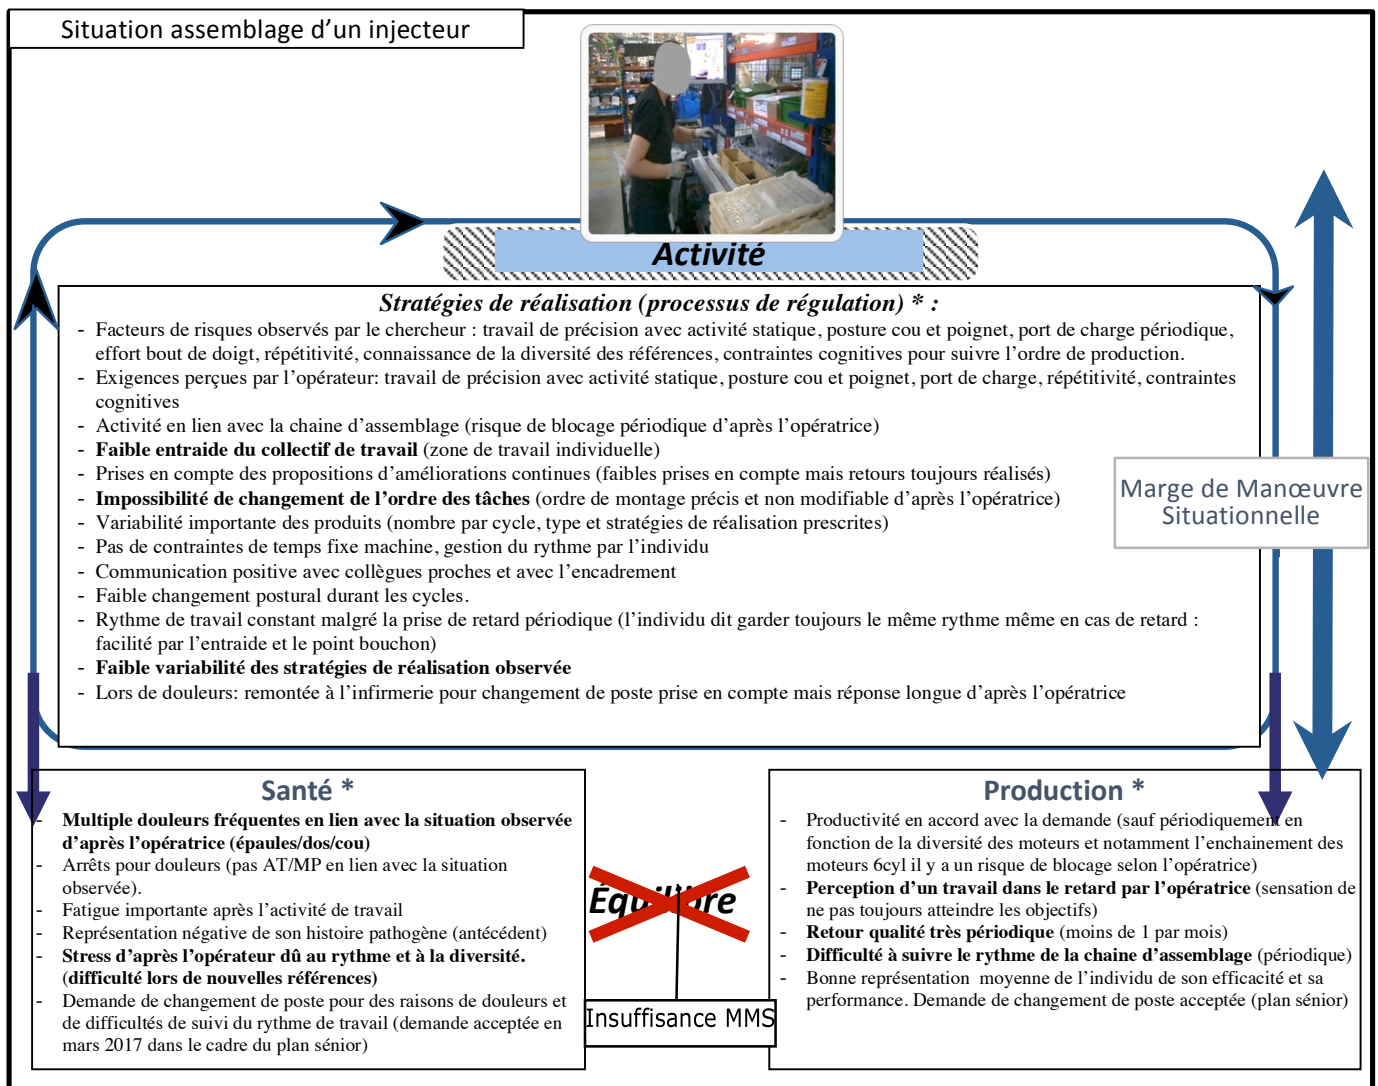 Situation assemblage d’un injecteur
Activité
Stratégies de réalisation (processus de régulation) * :
- Facteurs de risques observés par le chercheur : travail de précision avec activité statique, posture cou et poignet, port de charge périodique,
effort bout de doigt, répétitivité, connaissance de la diversité des références, contraintes cognitives pour suivre l’ordre de production.
- Exigences perçues par l’opérateur: travail de précision avec activité statique, posture cou et poignet, port de charge, répétitivité, contraintes
cognitives
- Activité en lien avec la chaine d’assemblage (risque de blocage périodique d’après l’opératrice)
- Faible entraide du collectif de travail (zone de travail individuelle)
- Prises en compte des propositions d’améliorations continues (faibles prises en compte mais retours toujours réalisés)
- Impossibilité de changement de l’ordre des tâches (ordre de montage précis et non modifiable d’après l’opératrice)
- Variabilité importante des produits (nombre par cycle, type et stratégies de réalisation prescrites)
- Pas de contraintes de temps fixe machine, gestion du rythme par l’individu
- Communication positive avec collègues proches et avec l’encadrement
- Faible changement postural durant les cycles.
- Rythme de travail constant malgré la prise de retard périodique (l’individu dit garder toujours le même rythme même en cas de retard :
facilité par l’entraide et le point bouchon)
- Faible variabilité des stratégies de réalisation observée
- Lors de douleurs: remontée à l’infirmerie pour changement de poste prise en compte mais réponse longue d’après l’opératrice
Marge de Manœuvre
Situationnelle
Santé *
- Multiple douleurs fréquentes en lien avec la situation observée
d’après l’opératrice (épaules/dos/cou)
- Arrêts pour douleurs (pas AT/MP en lien avec la situation
observée).
- Fatigue importante après l’activité de travail
- Représentation négative de son histoire pathogène (antécédent)
- Stress d’après l’opérateur dû au rythme et à la diversité.
(difficulté lors de nouvelles références)
- Demande de changement de poste pour des raisons de douleurs et
de difficultés de suivi du rythme de travail (demande acceptée en
mars 2017 dans le cadre du plan sénior)
Équilibre
Insuffisance MMS
Production *
- Productivité en accord avec la demande (sauf périodiquement en
fonction de la diversité des moteurs et notamment l’enchainement des
moteurs 6cyl il y a un risque de blocage selon l’opératrice)
- Perception d’un travail dans le retard par l’opératrice (sensation de
ne pas toujours atteindre les objectifs)
- Retour qualité très périodique (moins de 1 par mois)
- Difficulté à suivre le rythme de la chaine d’assemblage (périodique)
- Bonne représentation moyenne de l’individu de son efficacité et sa
performance. Demande de changement de poste acceptée (plan sénior)